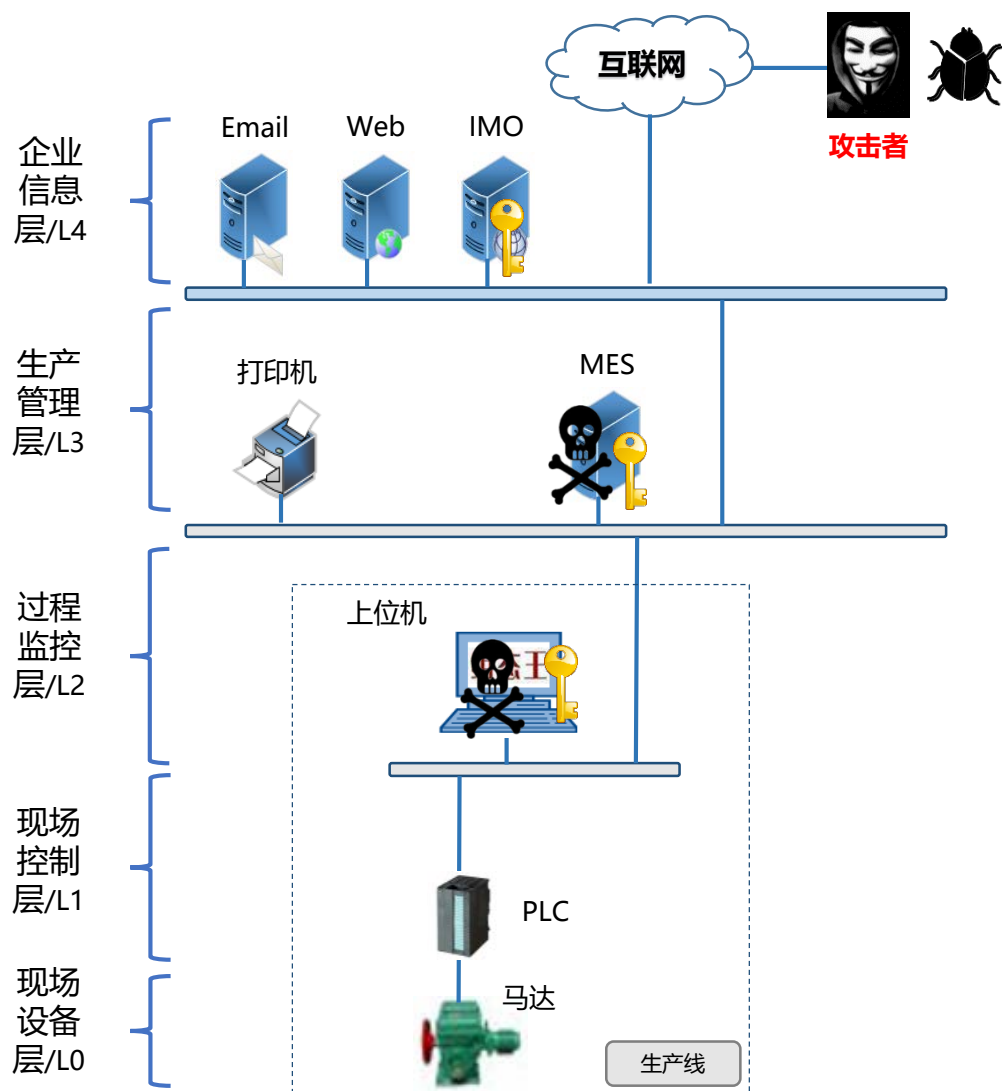 互联网
攻击者
企业
信息
层/L4
Email
Web
IMO
生产
管理
层/L3
打印机
MES
过程
监控
层/L2
上位机
王
现场
控制
层/L1
PLC
现场
设备
层/L0
马达
生产线